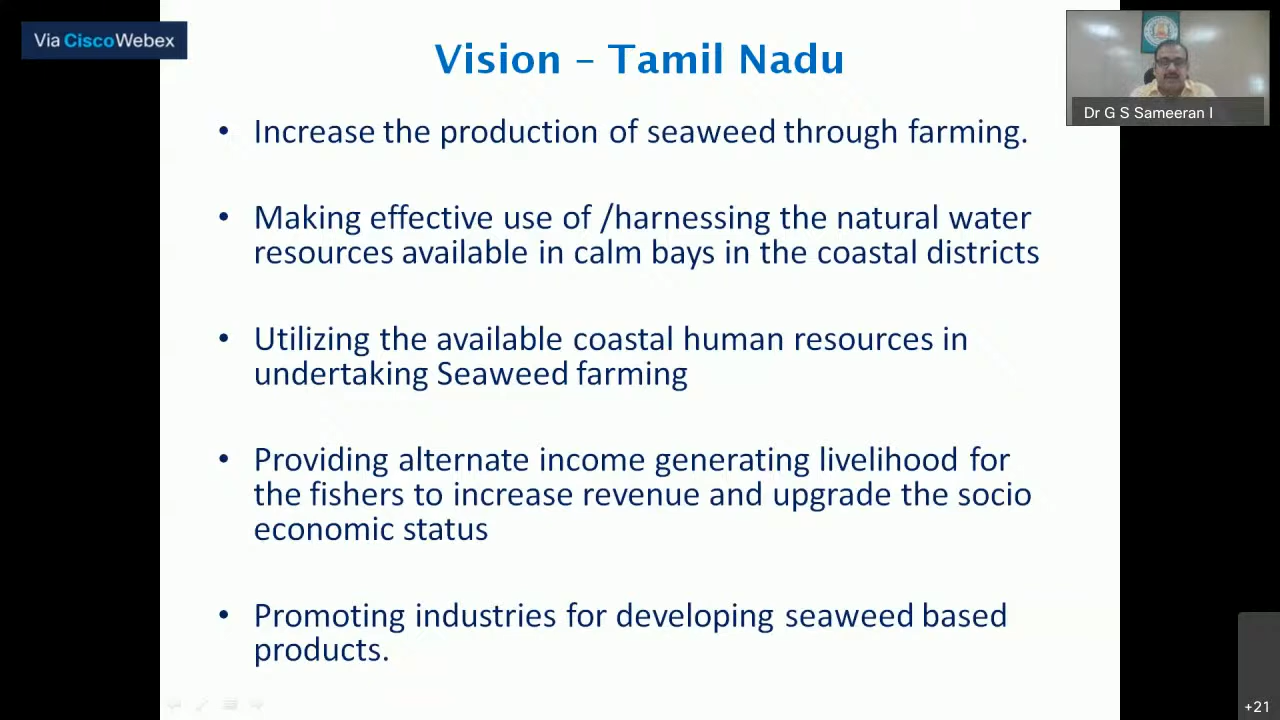 Via CiscoWebex
Vision – Tamil Nadu
Dr G S Sameeran I
• Increase the production of seaweed through farming.
• Making effective use of /harnessing the natural water
resources available in calm bays in the coastal districts
• Utilizing the available coastal human resources in
undertaking Seaweed farming
• Providing alternate income generating livelihood for
the fishers to increase revenue and upgrade the socio
economic status
• Promoting industries for developing seaweed based
products.
+21